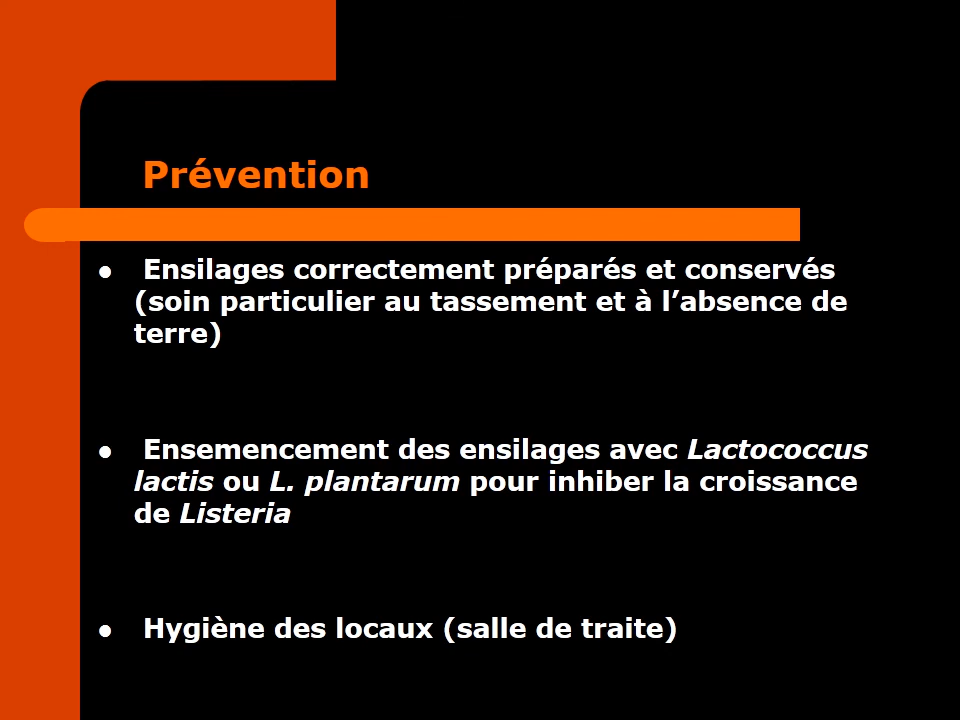 Prévention
● Ensilages correctement préparés et conservés
(soin particulier au tassement et à l’absence de
terre)
● Ensemencement des ensilages avec Lactococcus
lactis ou L. plantarum pour inhiber la croissance
de Listeria
● Hygiène des locaux (salle de traite)